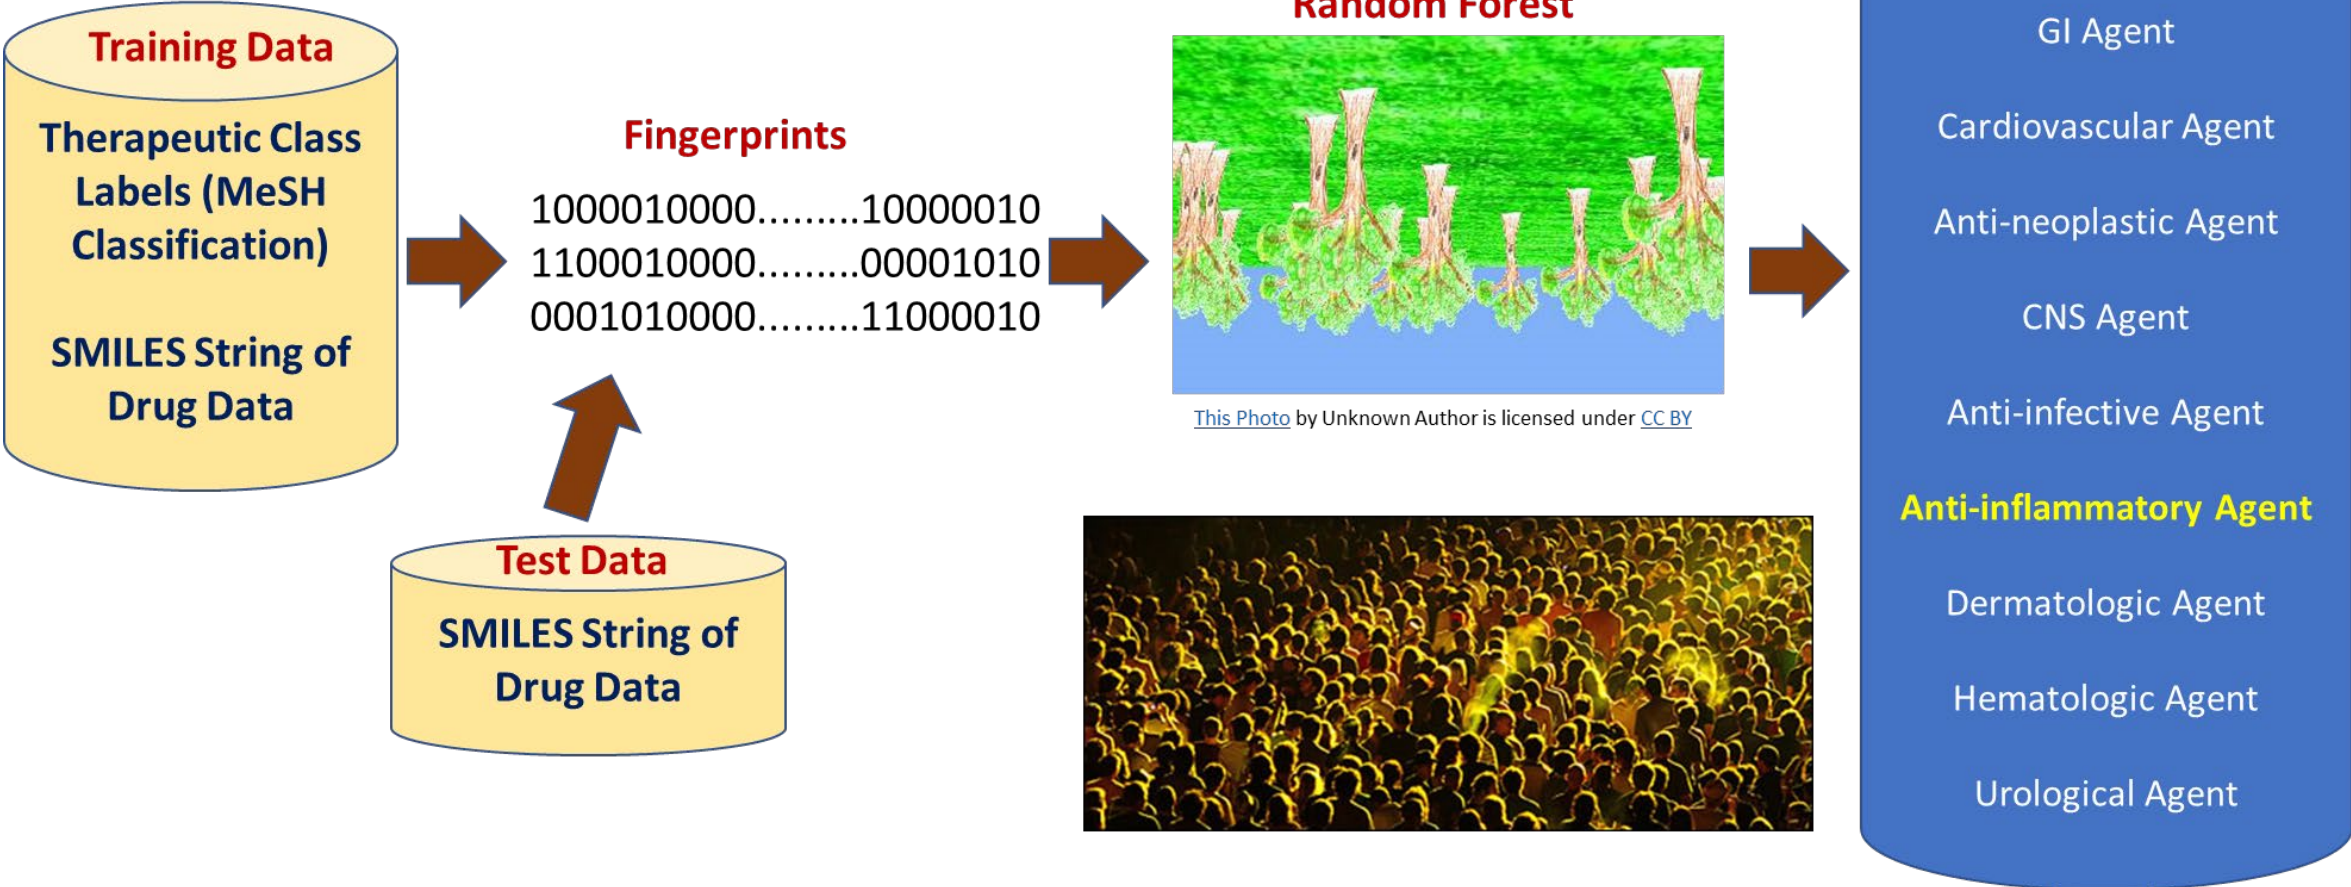 Training Data
Therapeutic Class
Labels (MeSH
Classification)
SMILES String of
Drug Data
Fingerprints
1000010000.........10000010
1100010000.........00001010
0001010000.........11000010
Test Data
SMILES String of
Drug Data
Random Forest
This Photo by Unknown Author is licensed under CC BY
GI Agent
Cardiovascular Agent
Anti-neoplastic Agent
CNS Agent
Anti-infective Agent
Anti-inflammatory Agent
Dermatologic Agent
Hematologic Agent
Urological Agent